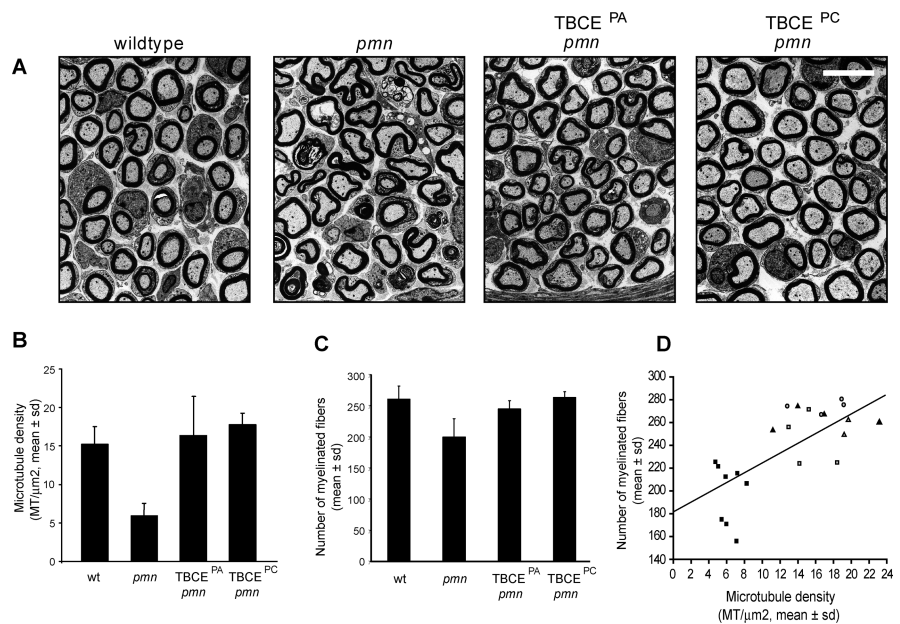 A
wildtype
pmn
TBCE PA
pmn
TBCE PC
pmn
B
Microtubule density
(MT/µm2, mean ± sd)
25
20
15
10
5
0
wt
pmn
TBCE PA
pmn
TBCE PC
pmn
C
Number of myelinated fibers
(mean ± sd)
300
250
200
150
100
50
0
wt
pmn
TBCE PA
pmn
TBCE PC
pmn
D
Number of myelinated fibers
(mean ± sd)
300
280
260
240
220
200
180
160
140
0 2 4 6 8 10 12 14 16 18 20 22 24
Microtubule density
(MT/µm2, mean ± sd)